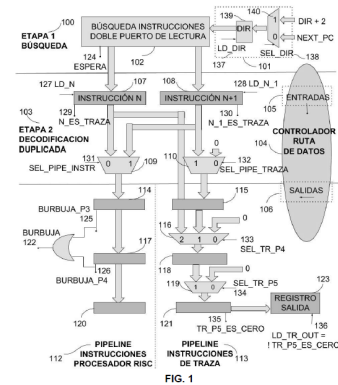 100
ETAPA 1
BÚSQUEDA
BÚSQUEDA INSTRUCCIONES
DOBLE PUERTO DE LECTURA
139
140
DIR
1
0
DIR + 2
NEXT_PC
LD_DIR
SEL_DIR
124
ESPERA
102
137
101
138
127 LD_N
107
108
128 LD_N_1
INSTRUCCIÓN N
INSTRUCCIÓN N+1
129
N_ES_TRAZA
130
N_1_ES_TRAZA
103
ETAPA 2
DECODIFICACION
DUPLICADA
105
ENTRADAS
CONTROLADOR
RUTA
DE DATOS
104
SALIDAS
106
131
0 1
109
SEL_PIPE_INSTR
110
1 0
0
132
SEL_PIPE_TRAZA
114
115
BURBUJA_P3
125
BURBUJA
122
117
126
BURBUJA_P4
116
2 1 0
0
133
SEL_TR_P4
118
0
119
1 0
SEL_TR_P5
134
123
REGISTRO
SALIDA
120
121
135
TR_P5_ES_CERO
136
LD_TR_OUT =
! TR_P5_ES_CERO
PIPELINE
INSTRUCCIONES
PROCESADOR RISC
112
PIPELINE
INSTRUCCIONES
DE TRAZA
113
FIG. 1